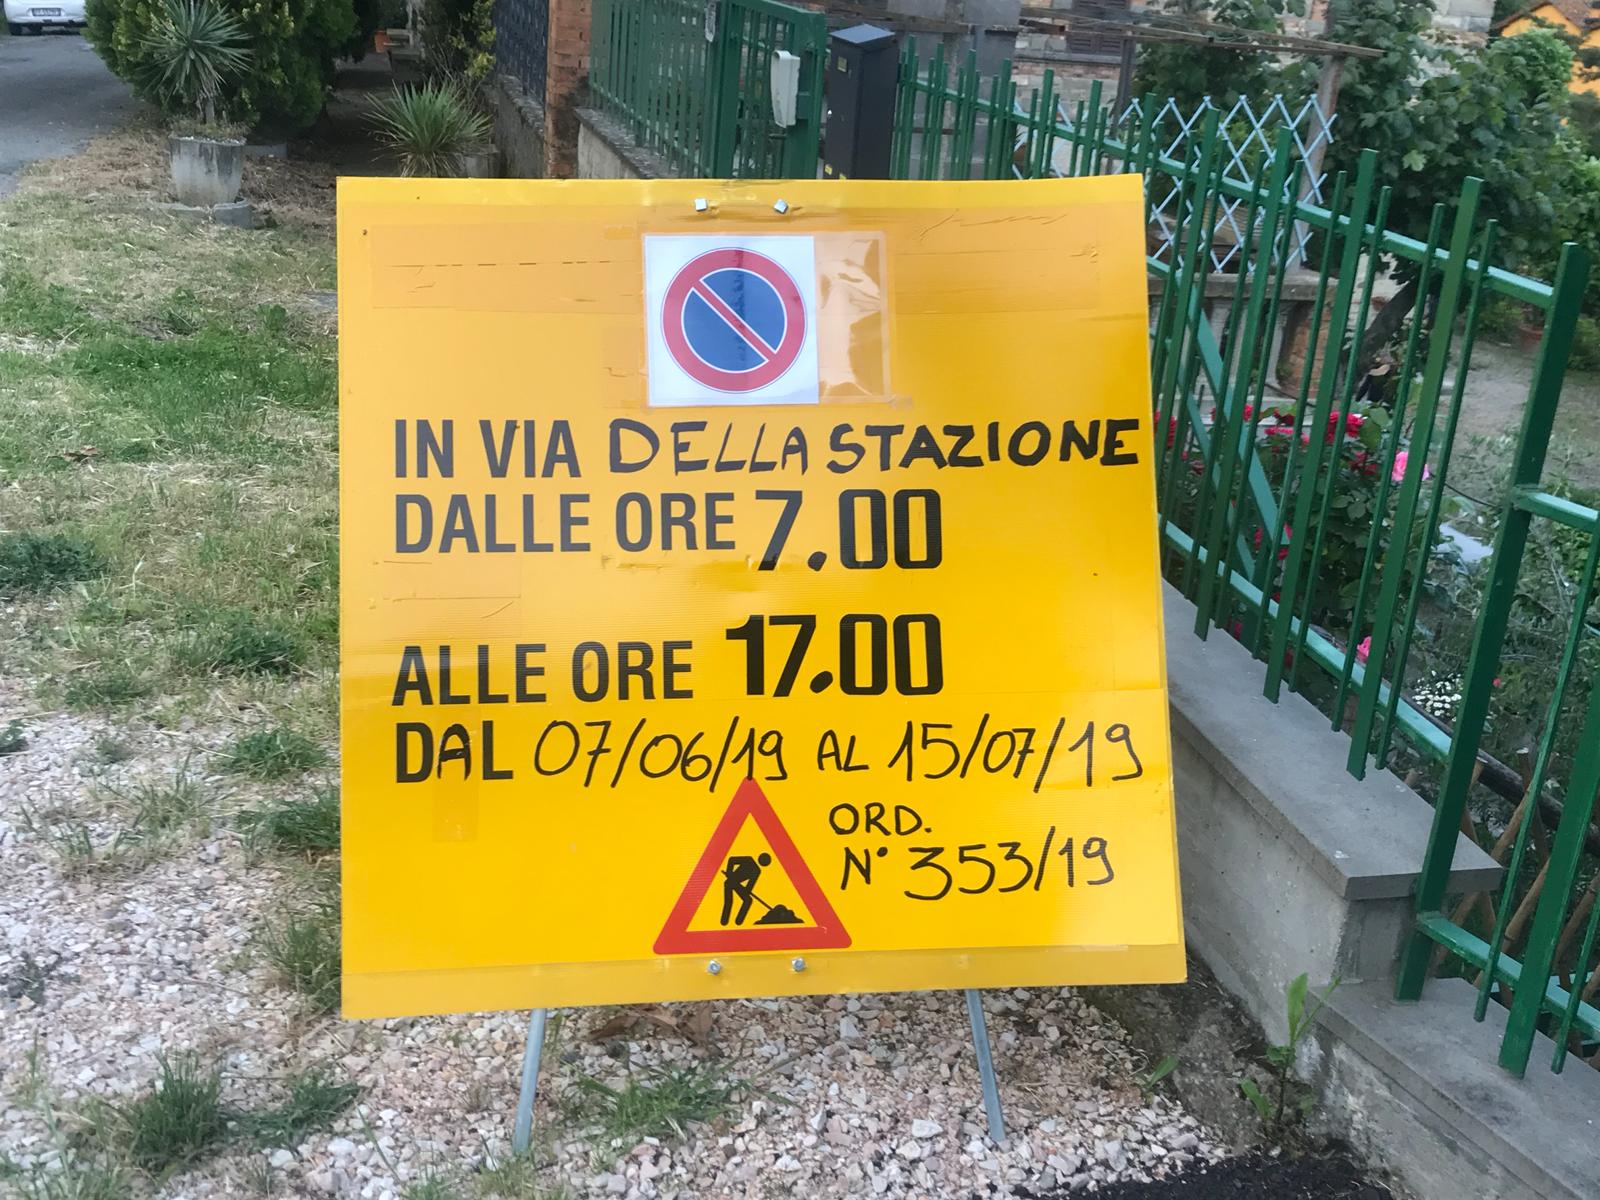 IN VIA DELLA STAZIONE
DALLE ORE 7.00
ALLE ORE 17.00
DAL 07/06/19 AL 15/07/19
ORD.
N° 353/19